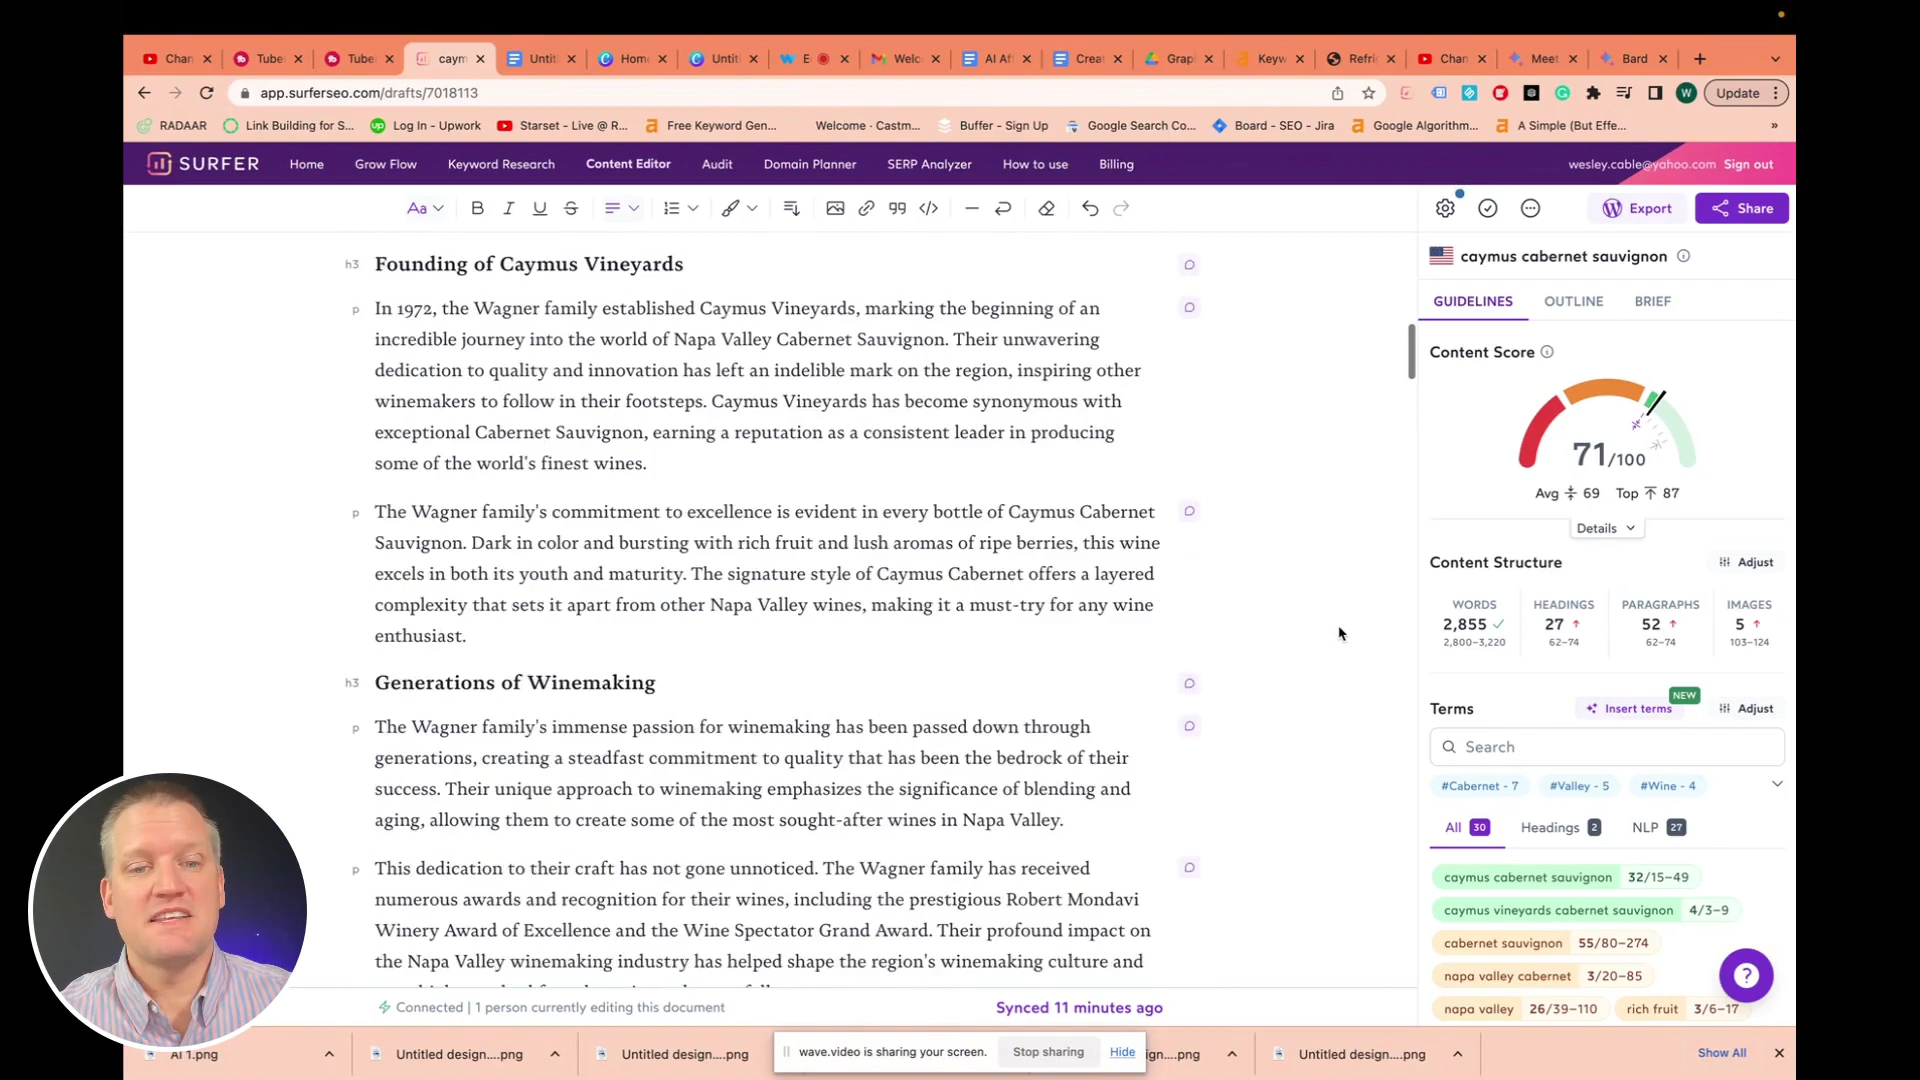 Chan
Tube
Tube
caym
Untit
Home
Untit
E
Welc
AI Af
Creat
Grap
Keyw
Refri
Chan
Meet
Bard
app.surferseo.com/drafts/7018113
W
Update
RADAAR
Link Building for S...
Log In - Upwork
Starset - Live @ R...
Free Keyword Gen...
Welcome - Castm...
Buffer - Sign Up
Google Search Co...
Board - SEO - Jira
Google Algorithm...
A Simple (But Effe...
»
SURFER
Home
Grow Flow
Keyword Research
Content Editor
Audit
Domain Planner
SERP Analyzer
How to use
Billing
wesley.cable@yahoo.com
Sign out
Aa
B
I
U
S
Export
Share
h3
Founding of Caymus Vineyards
p
In 1972, the Wagner family established Caymus Vineyards, marking the beginning of an
incredible journey into the world of Napa Valley Cabernet Sauvignon. Their unwavering
dedication to quality and innovation has left an indelible mark on the region, inspiring other
winemakers to follow in their footsteps. Caymus Vineyards has become synonymous with
exceptional Cabernet Sauvignon, earning a reputation as a consistent leader in producing
some of the world's finest wines.
p
The Wagner family's commitment to excellence is evident in every bottle of Caymus Cabernet
Sauvignon. Dark in color and bursting with rich fruit and lush aromas of ripe berries, this wine
excels in both its youth and maturity. The signature style of Caymus Cabernet offers a layered
complexity that sets it apart from other Napa Valley wines, making it a must-try for any wine
enthusiast.
h3
Generations of Winemaking
p
The Wagner family's immense passion for winemaking has been passed down through
generations, creating a steadfast commitment to quality that has been the bedrock of their
success. Their unique approach to winemaking emphasizes the significance of blending and
aging, allowing them to create some of the most sought-after wines in Napa Valley.
p
This dedication to their craft has not gone unnoticed. The Wagner family has received
numerous awards and recognition for their wines, including the prestigious Robert Mondavi
Winery Award of Excellence and the Wine Spectator Grand Award. Their profound impact on
the Napa Valley winemaking industry has helped shape the region's winemaking culture and
Connected | 1 person currently editing this document
Synced 11 minutes ago
caymus cabernet sauvignon
GUIDELINES
OUTLINE
BRIEF
Content Score
71/100
Avg 69
Top 87
Details
Content Structure
Adjust
WORDS
2,855
2,800–3,220
HEADINGS
27
62–74
PARAGRAPHS
52
62–74
IMAGES
5
103–124
NEW
Terms
Insert terms
Adjust
Search
#Cabernet - 7
#Valley - 5
#Wine - 4
All 30
Headings 2
NLP 27
caymus cabernet sauvignon 32/15–49
caymus vineyards cabernet sauvignon 4/3–9
cabernet sauvignon 55/80–274
napa valley cabernet 3/20–85
napa valley 26/39–110
rich fruit 3/6–17
?
AI 1.png
Untitled design....png
Untitled design....png
wave.video is sharing your screen.
Stop sharing
Hide
ign....png
Untitled design....png
Show All